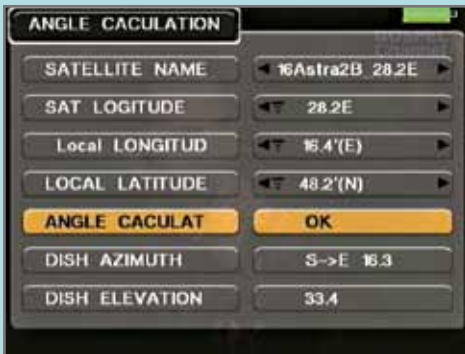 ANGLE CACULATION
SATELLITE NAME 16Astra2B 28.2E
SAT LOGITUDE 28.2E
Local LONGITUD 16.4'(E)
LOCAL LATITUDE 48.2'(N)
ANGLE CACULAT OK
DISH AZIMUTH S->E 16.3
DISH ELEVATION 33.4